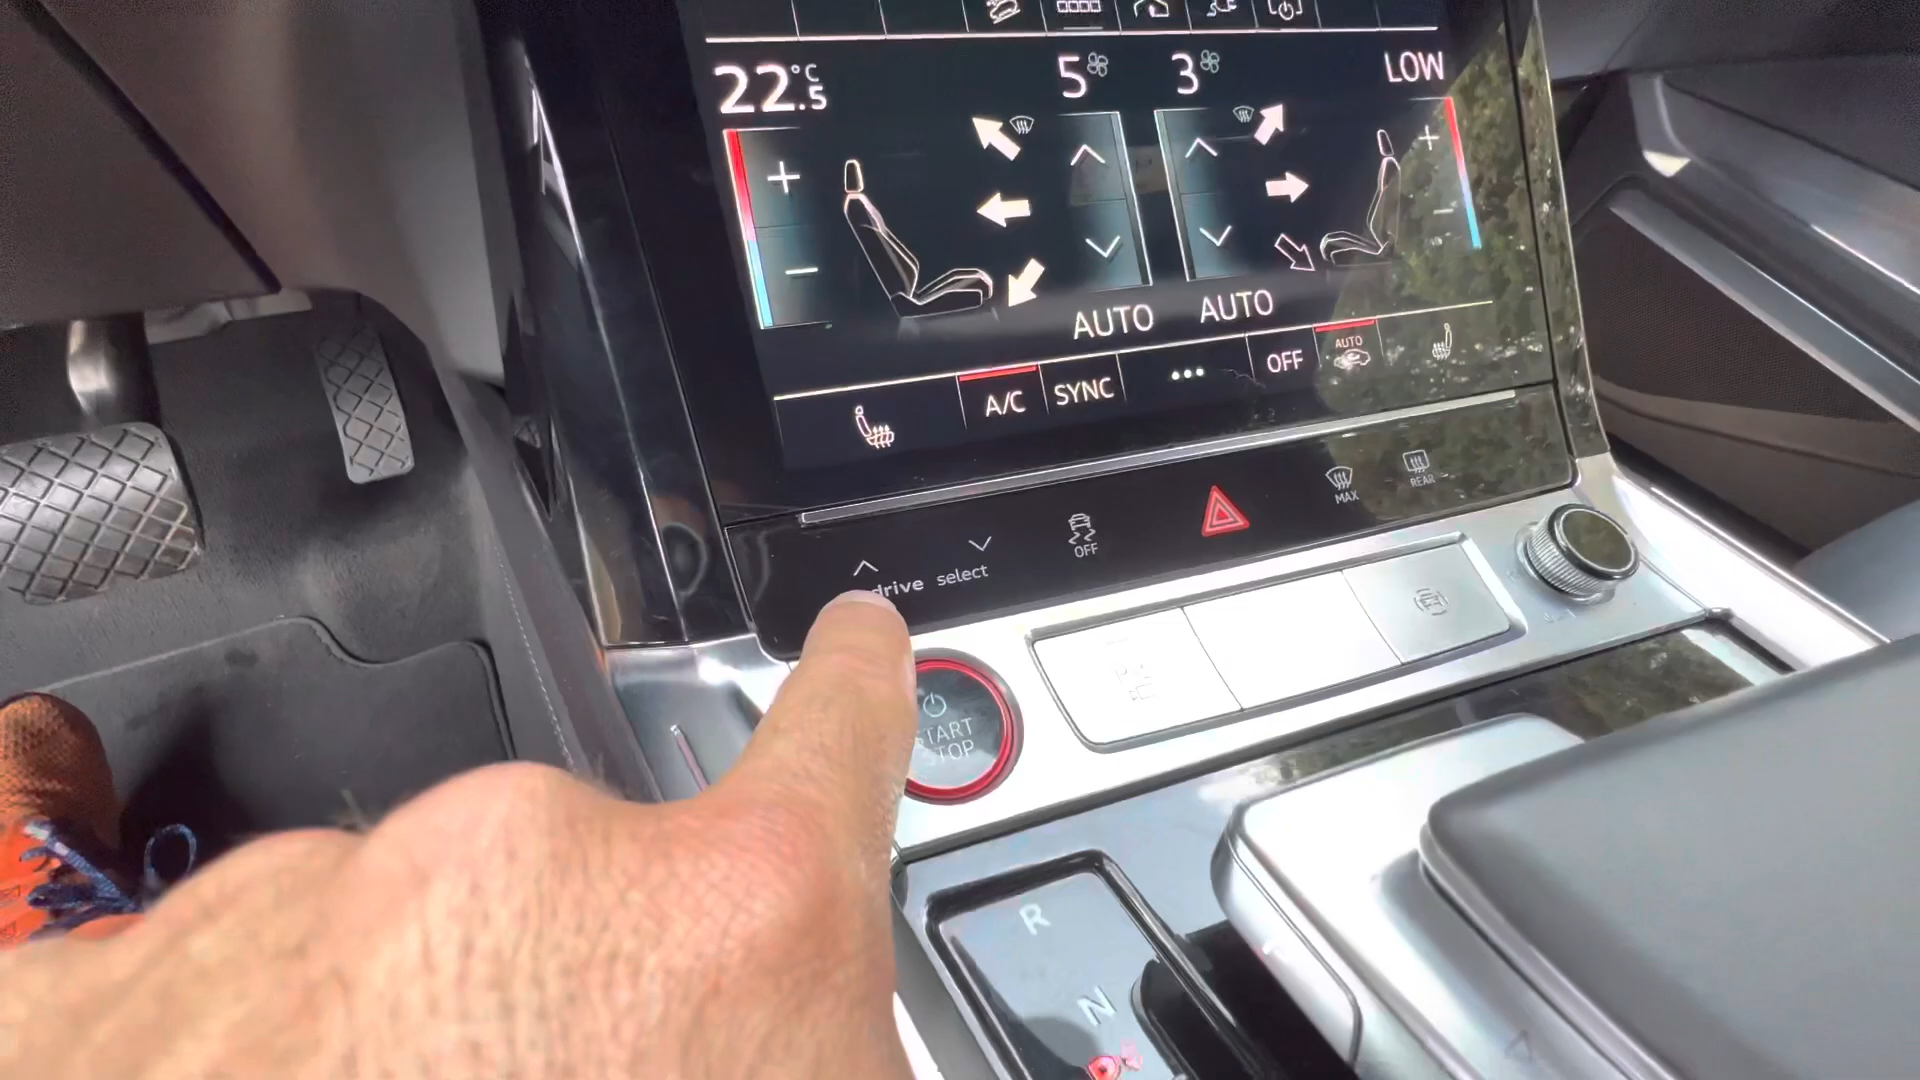 22.5 °C
5
3
LOW
AUTO
AUTO
A/C
SYNC
•••
OFF
AUTO
OFF
MAX
REAR
drive select
START
STOP
R
N